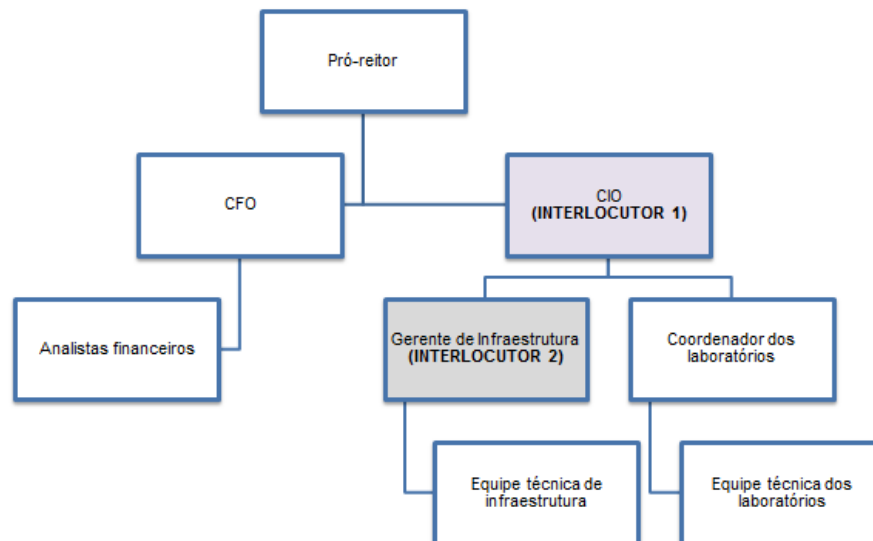 Pró-reitor
CFO
CIO
(INTERLOCUTOR 1)
Analistas financeiros
Gerente de Infraestrutura
(INTERLOCUTOR 2)
Coordenador dos
laboratórios
Equipe técnica de
infraestrutura
Equipe técnica dos
laboratórios